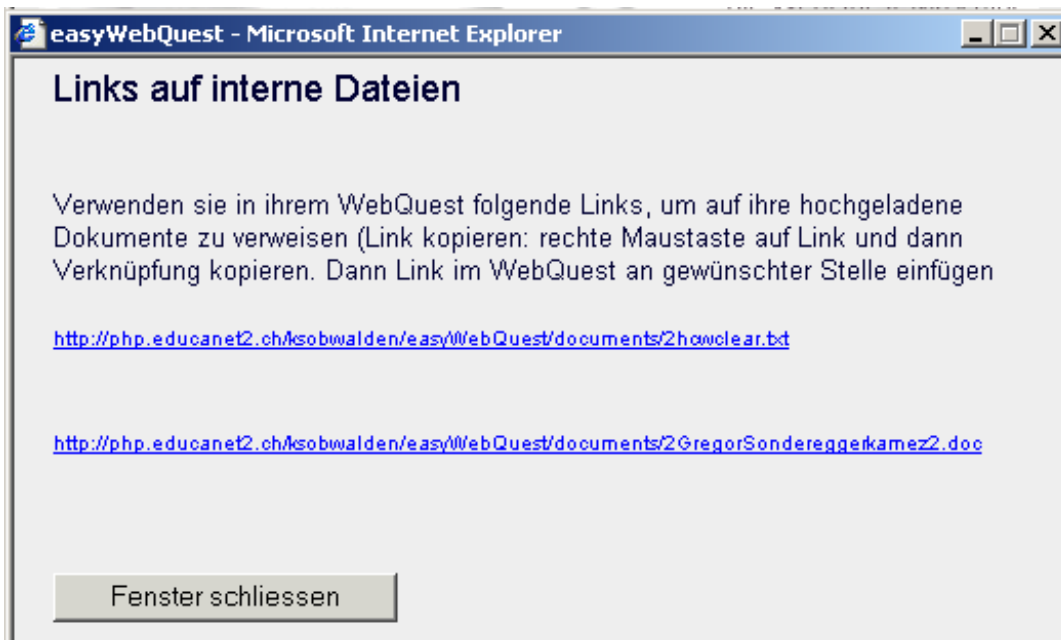 easyWebQuest - Microsoft Internet Explorer
Links auf interne Dateien
Verwenden sie in ihrem WebQuest folgende Links, um auf ihre hochgeladene
Dokumente zu verweisen (Link kopieren: rechte Maustaste auf Link und dann
Verknüpfung kopieren. Dann Link im WebQuest an gewünschter Stelle einfügen
http://php.educanet2.ch/ksobwalden/easyWebQuest/documents/2howclear.txt
http://php.educanet2.ch/ksobwalden/easyWebQuest/documents/2GregorSondereggerkamez2.doc
Fenster schliessen